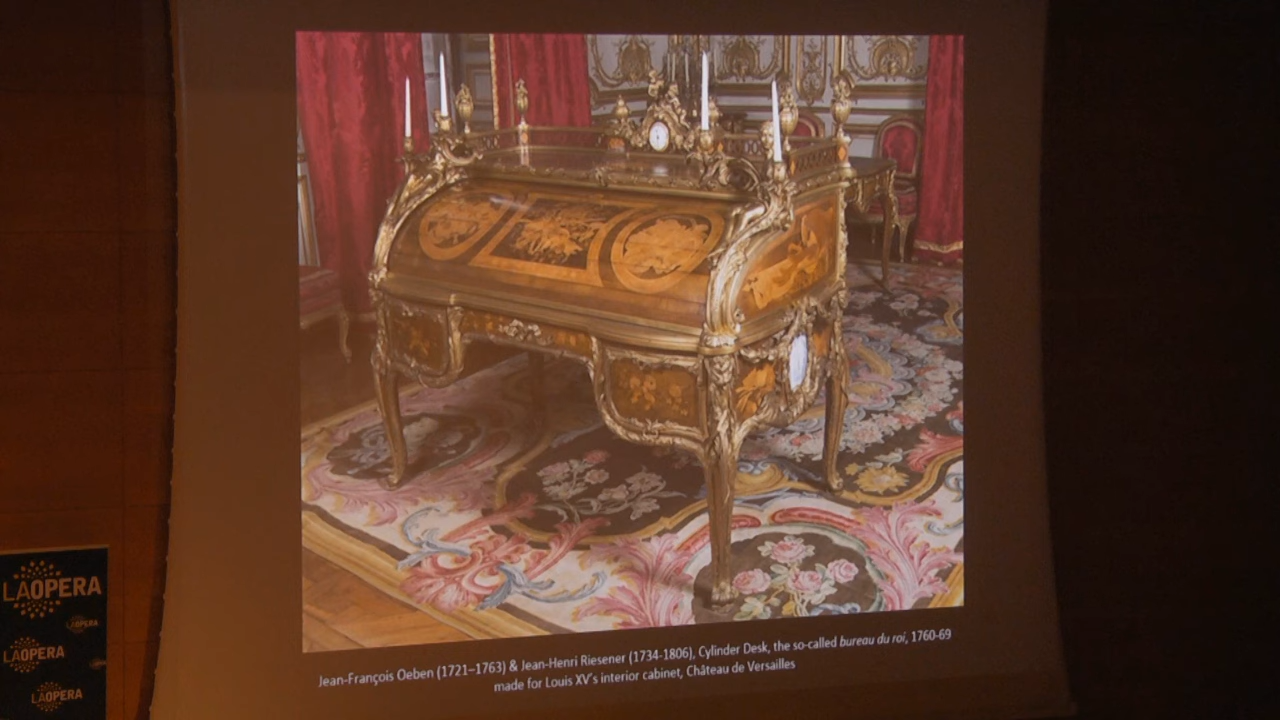 Jean-François Oeben (1721–1763) & Jean-Henri Riesener (1734-1806), Cylinder Desk, the so-called bureau du roi, 1760-69
made for Louis XV's interior cabinet, Château de Versailles
LAOPERA
LAOPERA
LAOPERA
LAOPERA